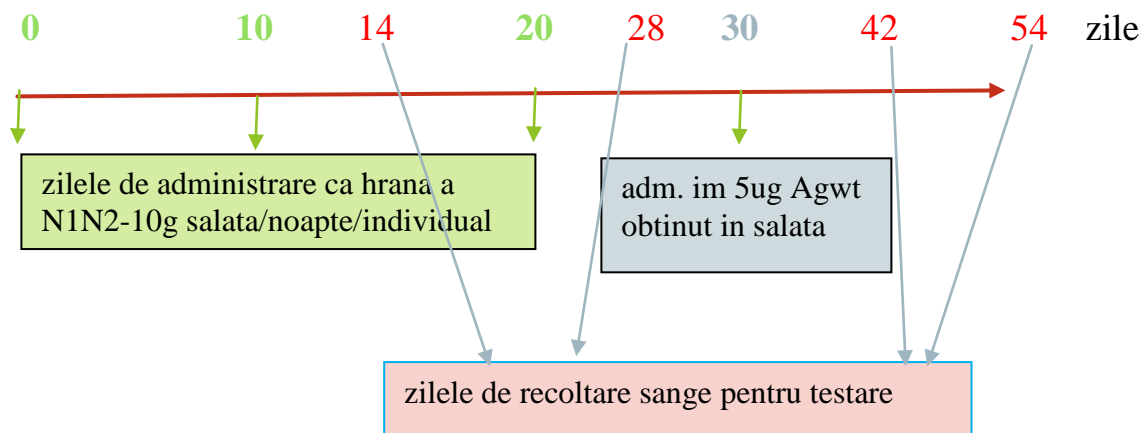 0 10 14 20 28 30 42 54 zile
zilele de administrare ca hrana a
N1N2-10g salata/noapte/individual
adm. im 5ug Agwt
obtinut in salata
zilele de recoltare sange pentru testare